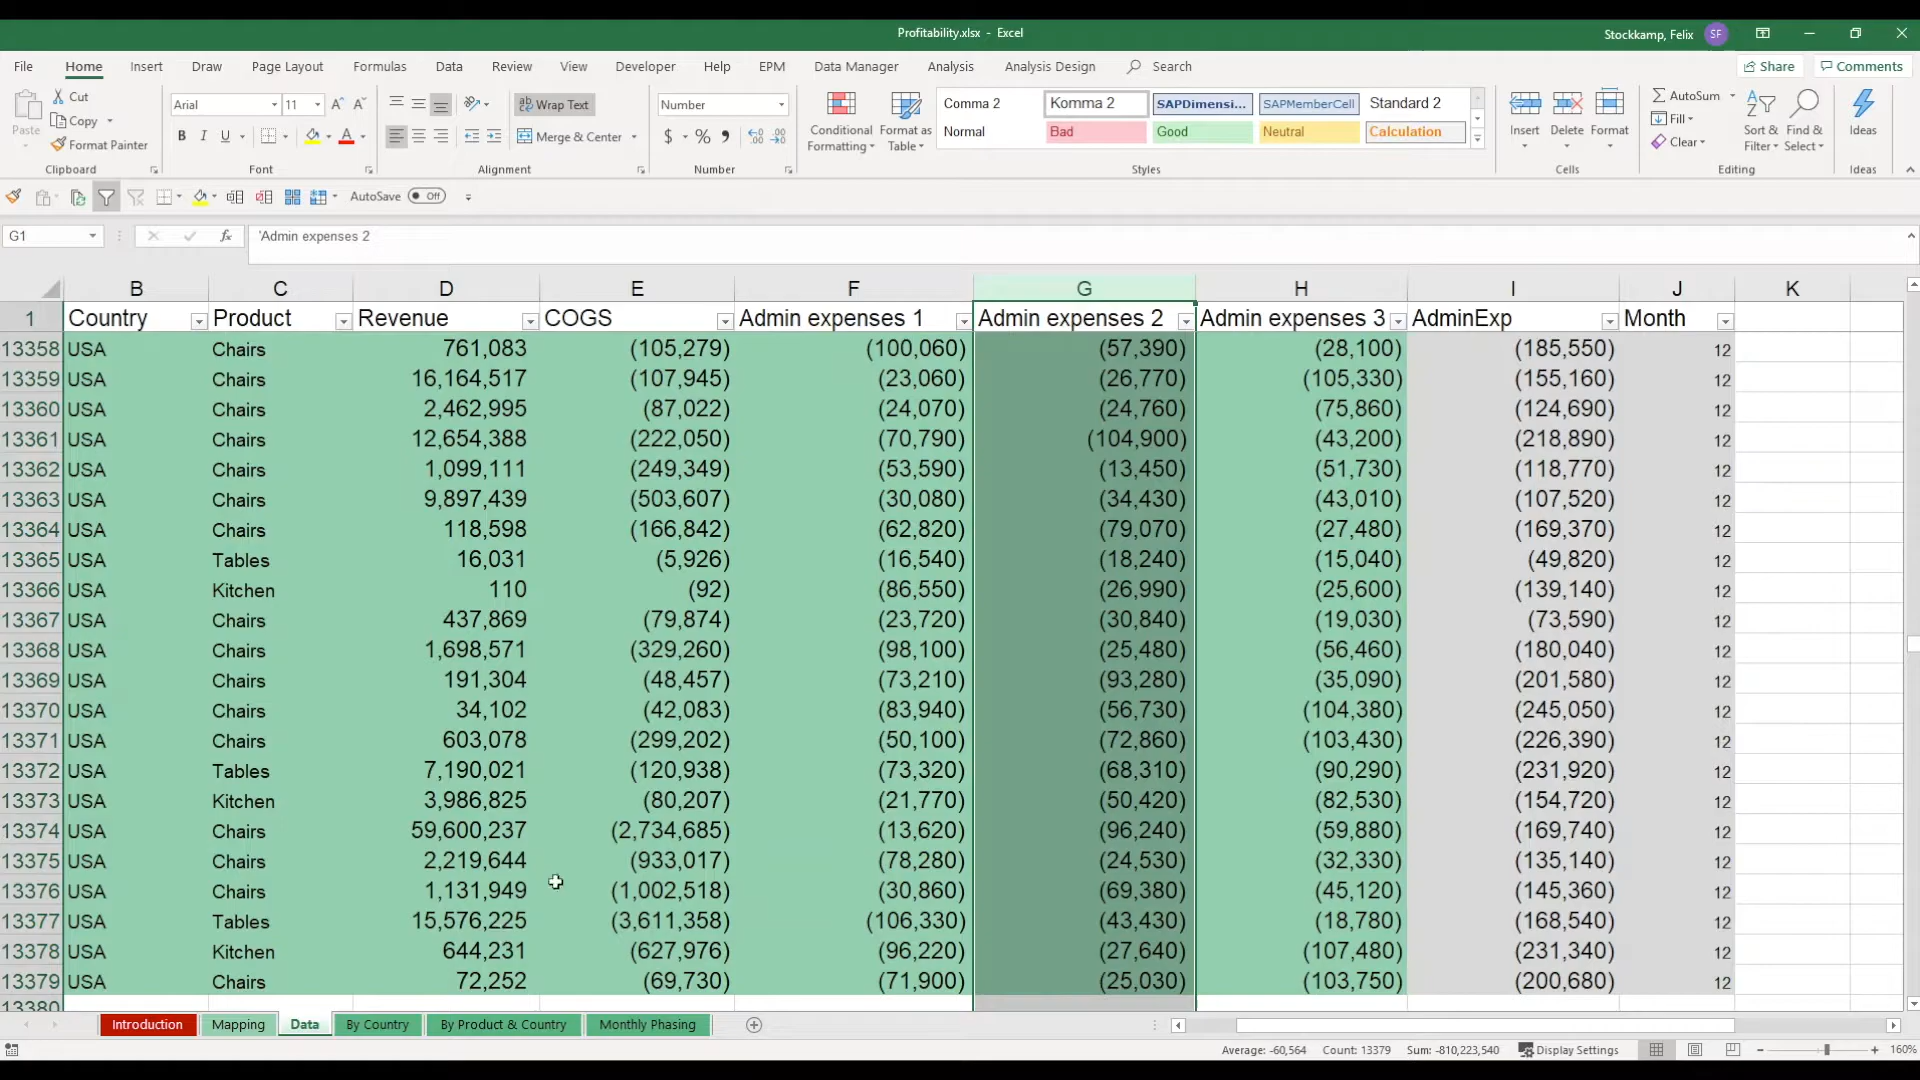 Profitability.xlsx - Excel
Stockkamp, Felix SF
File Home Insert Draw Page Layout Formulas Data Review View Developer Help EPM Data Manager Analysis Analysis Design Search Share Comments
Paste Cut Copy Format Painter
Clipboard
Arial 11
B I U
Font
Wrap Text
Merge & Center
Alignment
Number
$ % 9
Number
Conditional Formatting
Format as Table
Comma 2 Komma 2 SAPDimensi... SAPMemberCell Standard 2
Normal Bad Good Neutral Calculation
Styles
Insert Delete Format
Cells
AutoSum
Fill
Clear
Sort & Filter
Find & Select
Editing
Ideas
Ideas
AutoSave Off
G1 fx 'Admin expenses 2
B C D E F G H I J K
1 Country Product Revenue COGS Admin expenses 1 Admin expenses 2 Admin expenses 3 AdminExp Month
13358 USA Chairs 761,083 (105,279) (100,060) (57,390) (28,100) (185,550) 12
13359 USA Chairs 16,164,517 (107,945) (23,060) (26,770) (105,330) (155,160) 12
13360 USA Chairs 2,462,995 (87,022) (24,070) (24,760) (75,860) (124,690) 12
13361 USA Chairs 12,654,388 (222,050) (70,790) (104,900) (43,200) (218,890) 12
13362 USA Chairs 1,099,111 (249,349) (53,590) (13,450) (51,730) (118,770) 12
13363 USA Chairs 9,897,439 (503,607) (30,080) (34,430) (43,010) (107,520) 12
13364 USA Chairs 118,598 (166,842) (62,820) (79,070) (27,480) (169,370) 12
13365 USA Tables 16,031 (5,926) (16,540) (18,240) (15,040) (49,820) 12
13366 USA Kitchen 110 (92) (86,550) (26,990) (25,600) (139,140) 12
13367 USA Chairs 437,869 (79,874) (23,720) (30,840) (19,030) (73,590) 12
13368 USA Chairs 1,698,571 (329,260) (98,100) (25,480) (56,460) (180,040) 12
13369 USA Chairs 191,304 (48,457) (73,210) (93,280) (35,090) (201,580) 12
13370 USA Chairs 34,102 (42,083) (83,940) (56,730) (104,380) (245,050) 12
13371 USA Chairs 603,078 (299,202) (50,100) (72,860) (103,430) (226,390) 12
13372 USA Tables 7,190,021 (120,938) (73,320) (68,310) (90,290) (231,920) 12
13373 USA Kitchen 3,986,825 (80,207) (21,770) (50,420) (82,530) (154,720) 12
13374 USA Chairs 59,600,237 (2,734,685) (13,620) (96,240) (59,880) (169,740) 12
13375 USA Chairs 2,219,644 (933,017) (78,280) (24,530) (32,330) (135,140) 12
13376 USA Chairs 1,131,949 (1,002,518) (30,860) (69,380) (45,120) (145,360) 12
13377 USA Tables 15,576,225 (3,611,358) (106,330) (43,430) (18,780) (168,540) 12
13378 USA Kitchen 644,231 (627,976) (96,220) (27,640) (107,480) (231,340) 12
13379 USA Chairs 72,252 (69,730) (71,900) (25,030) (103,750) (200,680) 12
13380
Introduction Mapping Data By Country By Product & Country Monthly Phasing
Average: -60,564 Count: 13379 Sum: -810,223,540 Display Settings 160%